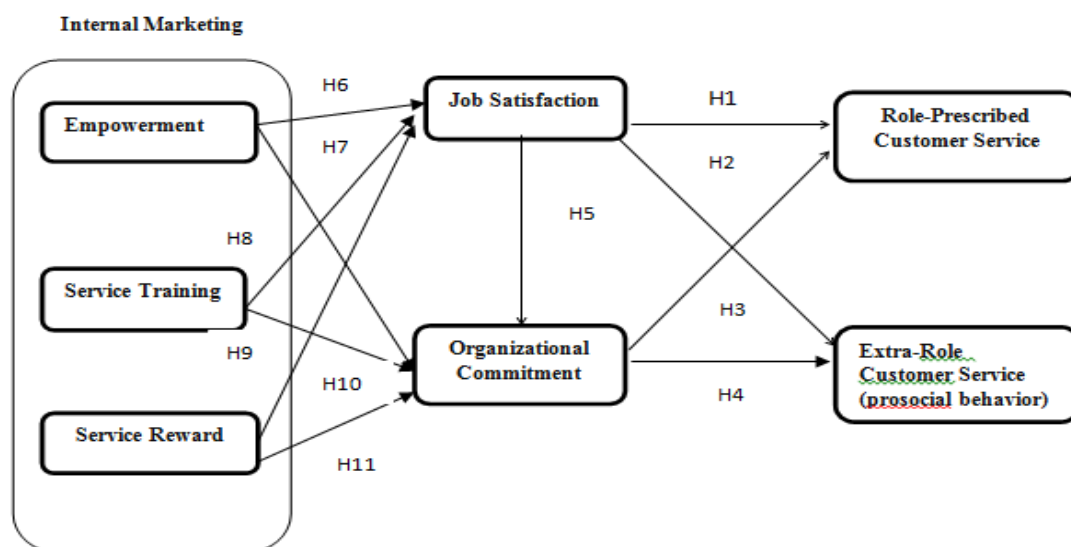 Internal Marketing
H6
Job Satisfaction
H1
Empowerment
Role-Prescribed
Customer Service
H7
H2
H5
H8
Service Training
H3
Organizational
Commitment
Extra-Role
Customer Service
(prosocial behavior)
H9
H10
H4
Service Reward
H11